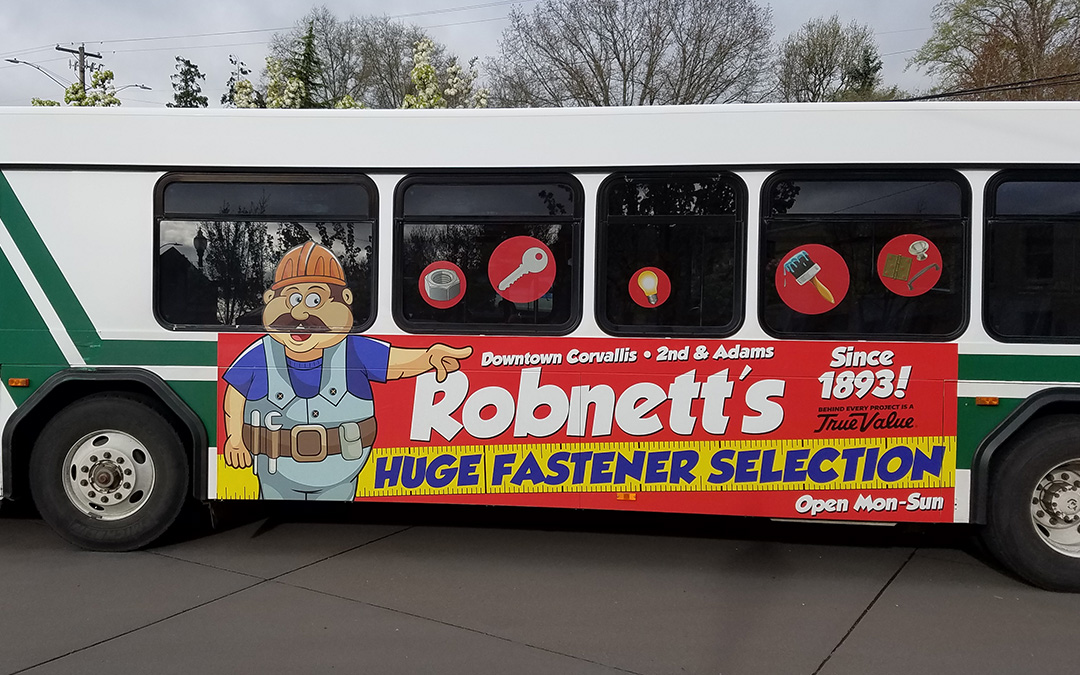 Downtown Corvallis • 2nd & Adams
Robnett's
Since
1893!
BEHIND EVERY PROJECT IS A
True Value.
HUGE FASTENER SELECTION
Open Mon-Sun